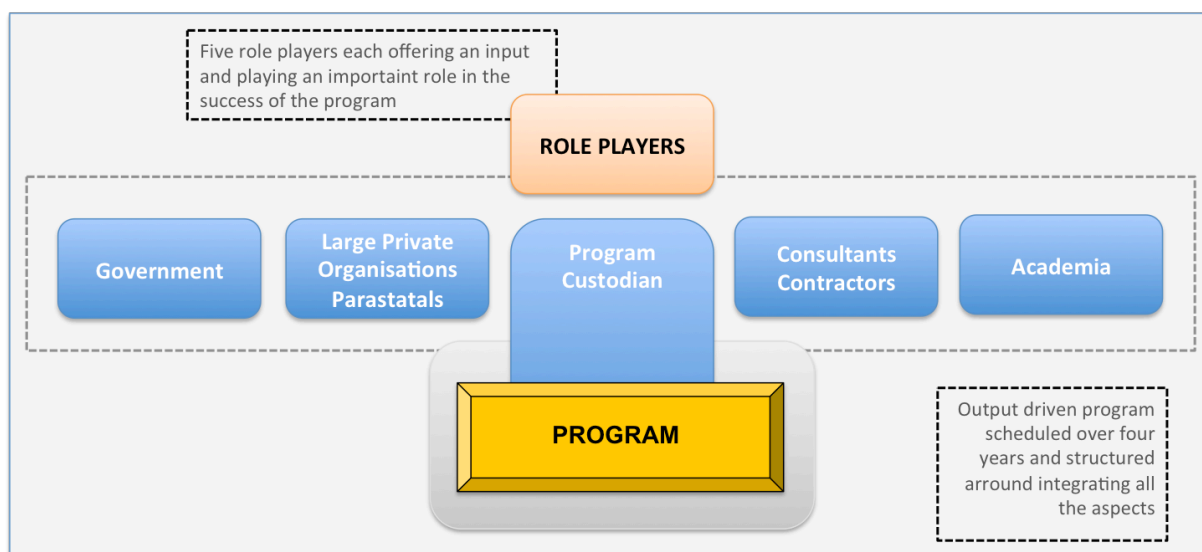 Five role players each offering an input
and playing an importaint role in the
success of the program
ROLE PLAYERS
Government
Large Private
Organisations
Parastatals
Program
Custodian
Consultants
Contractors
Academia
PROGRAM
Output driven program
scheduled over four
years and structured
arround integrating all
the aspects